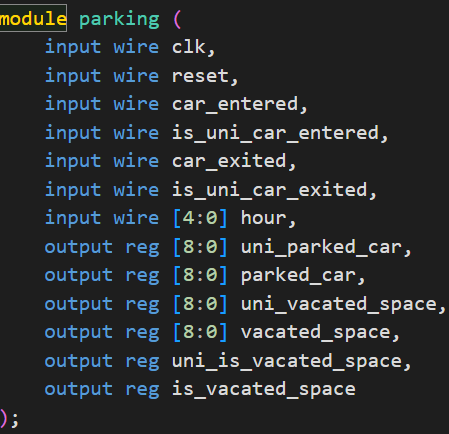 module parking (
    input wire clk,
    input wire reset,
    input wire car_entered,
    input wire is_uni_car_entered,
    input wire car_exited,
    input wire is_uni_car_exited,
    input wire [4:0] hour,
    output reg [8:0] uni_parked_car,
    output reg [8:0] parked_car,
    output reg [8:0] uni_vacated_space,
    output reg [8:0] vacated_space,
    output reg uni_is_vacated_space,
    output reg is_vacated_space
);